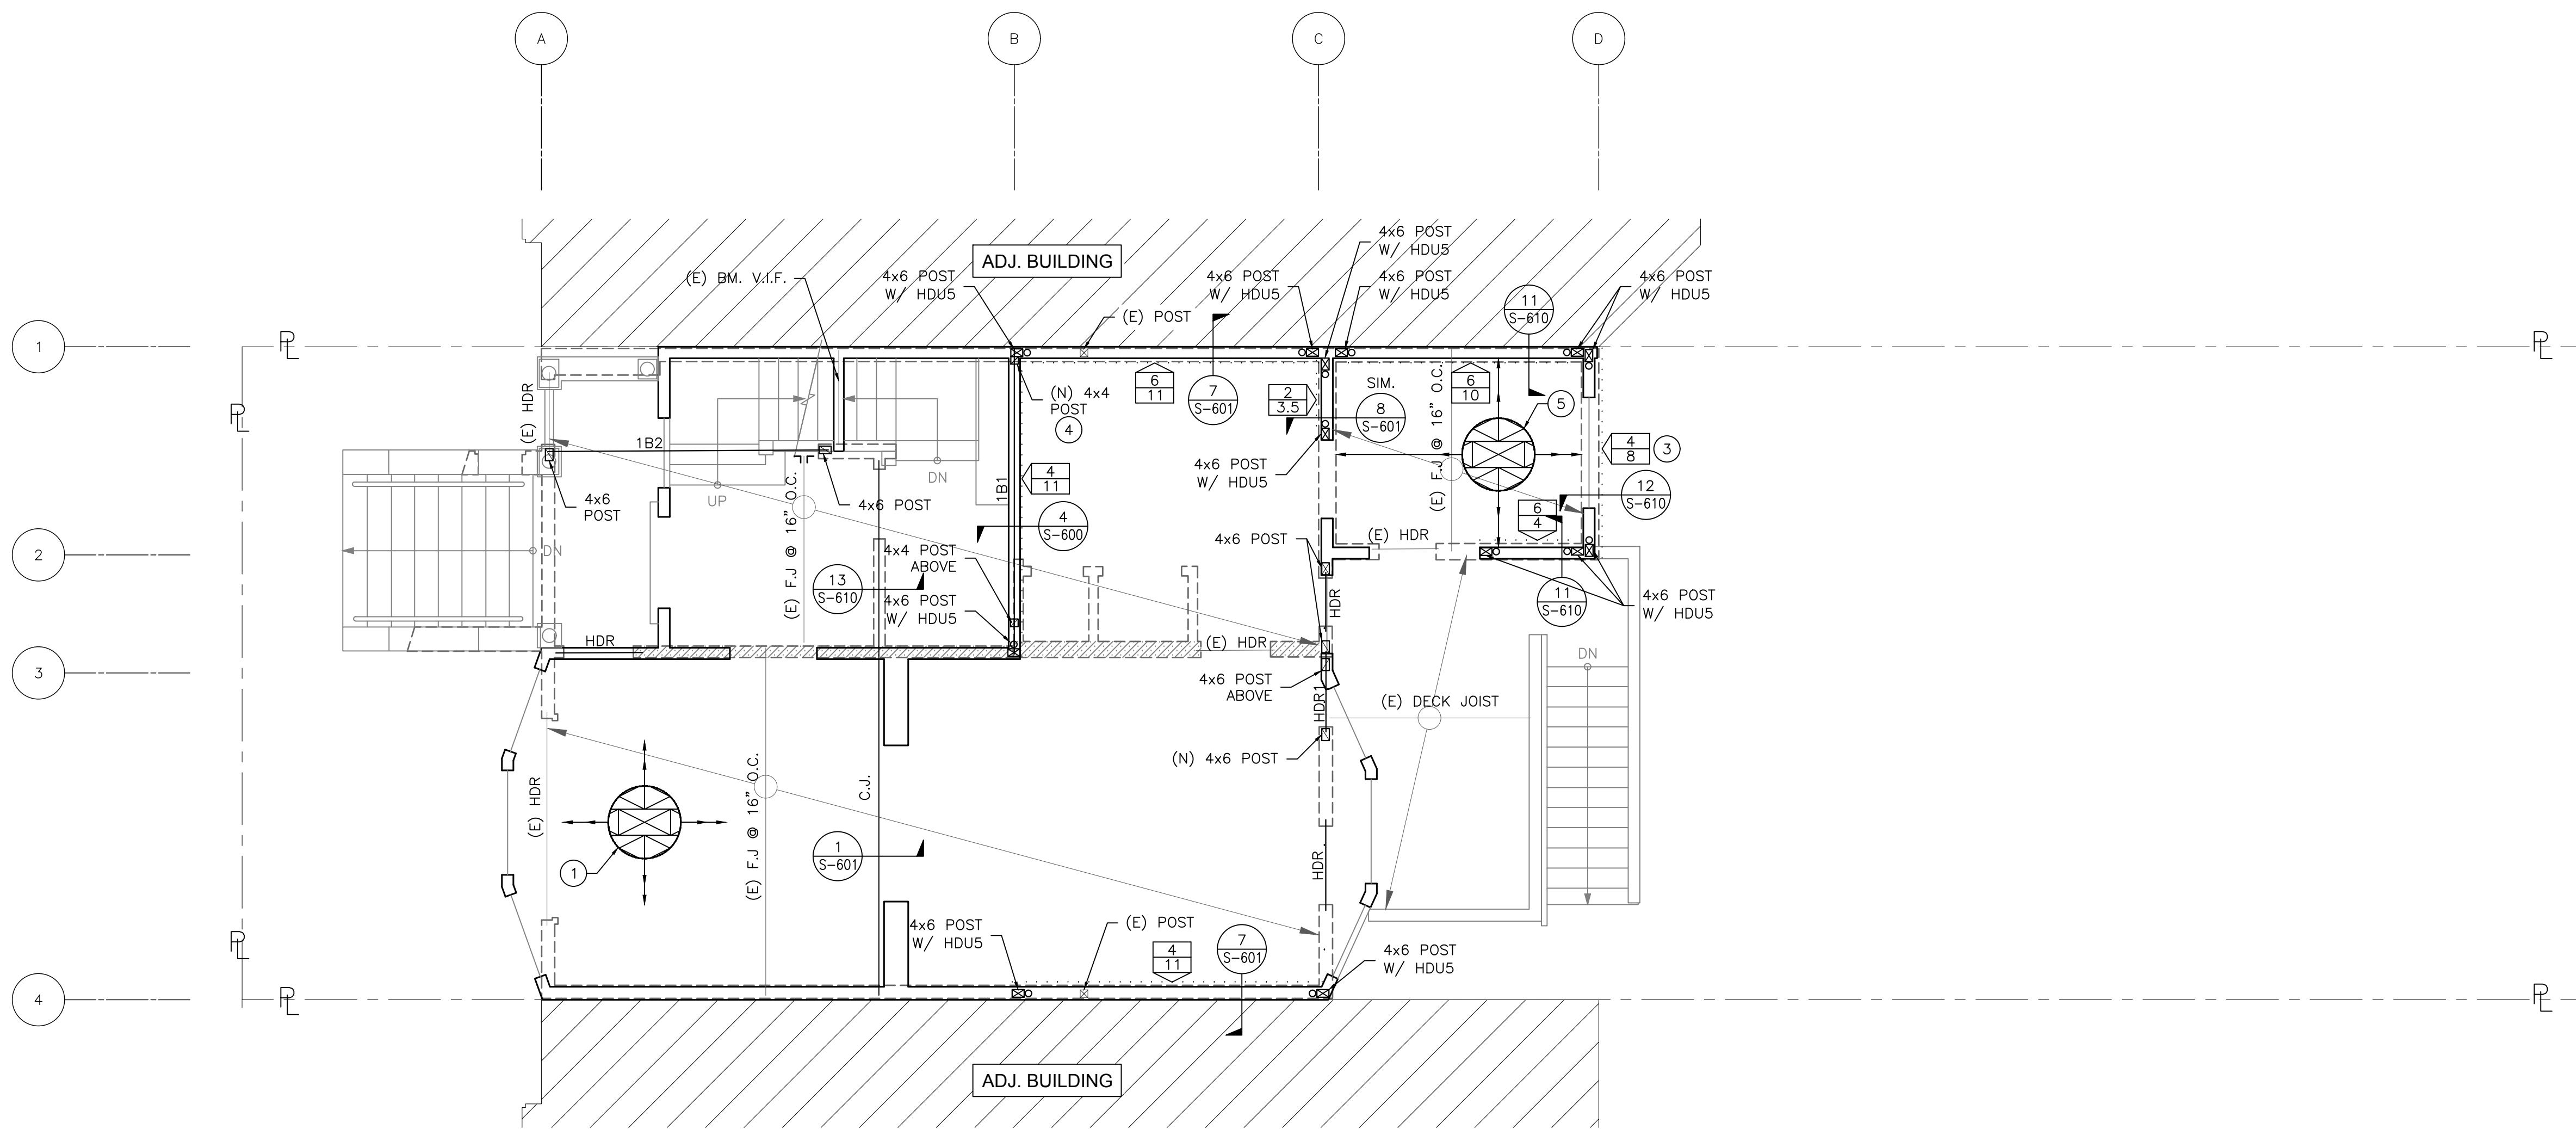 A
B
C
D
ADJ. BUILDING
4x6 POST
W/ HDU5
(E) BM. V.I.F.
4x6 POST
W/ HDU5
4x6 POST
W/ HDU5
4x6 POST
W/ HDU5
4x6 POST
W/ HDU5
11
S-610
(E) POST
1
PL
PL
PL
(E) HDR
1B2
(N) 4x4
POST
4
6
11
7
S-601
2
3.5
SIM.
8
S-601
6
10
5
(E) F.J @ 16" O.C.
4
8
3
12
S-610
4x6 POST
W/ HDU5
4x6
POST
UP
4x6 POST
DN
1B1
4
11
4
S-600
6
4
(E) F.J @ 16" O.C.
2
DN
4x4 POST
ABOVE
4x6 POST
(E) HDR
13
S-610
4x6 POST
W/ HDU5
HDR
11
S-610
4x6 POST
W/ HDU5
HDR
(E) HDR
DN
3
4x6 POST
ABOVE
HDR1
(E) DECK JOIST
(N) 4x6 POST
(E) HDR
(E) F.J @ 16" O.C.
C.J.
1
1
S-601
HDR
4x6 POST
W/ HDU5
(E) POST
4
11
7
S-601
4x6 POST
W/ HDU5
PL
4
PL
PL
ADJ. BUILDING